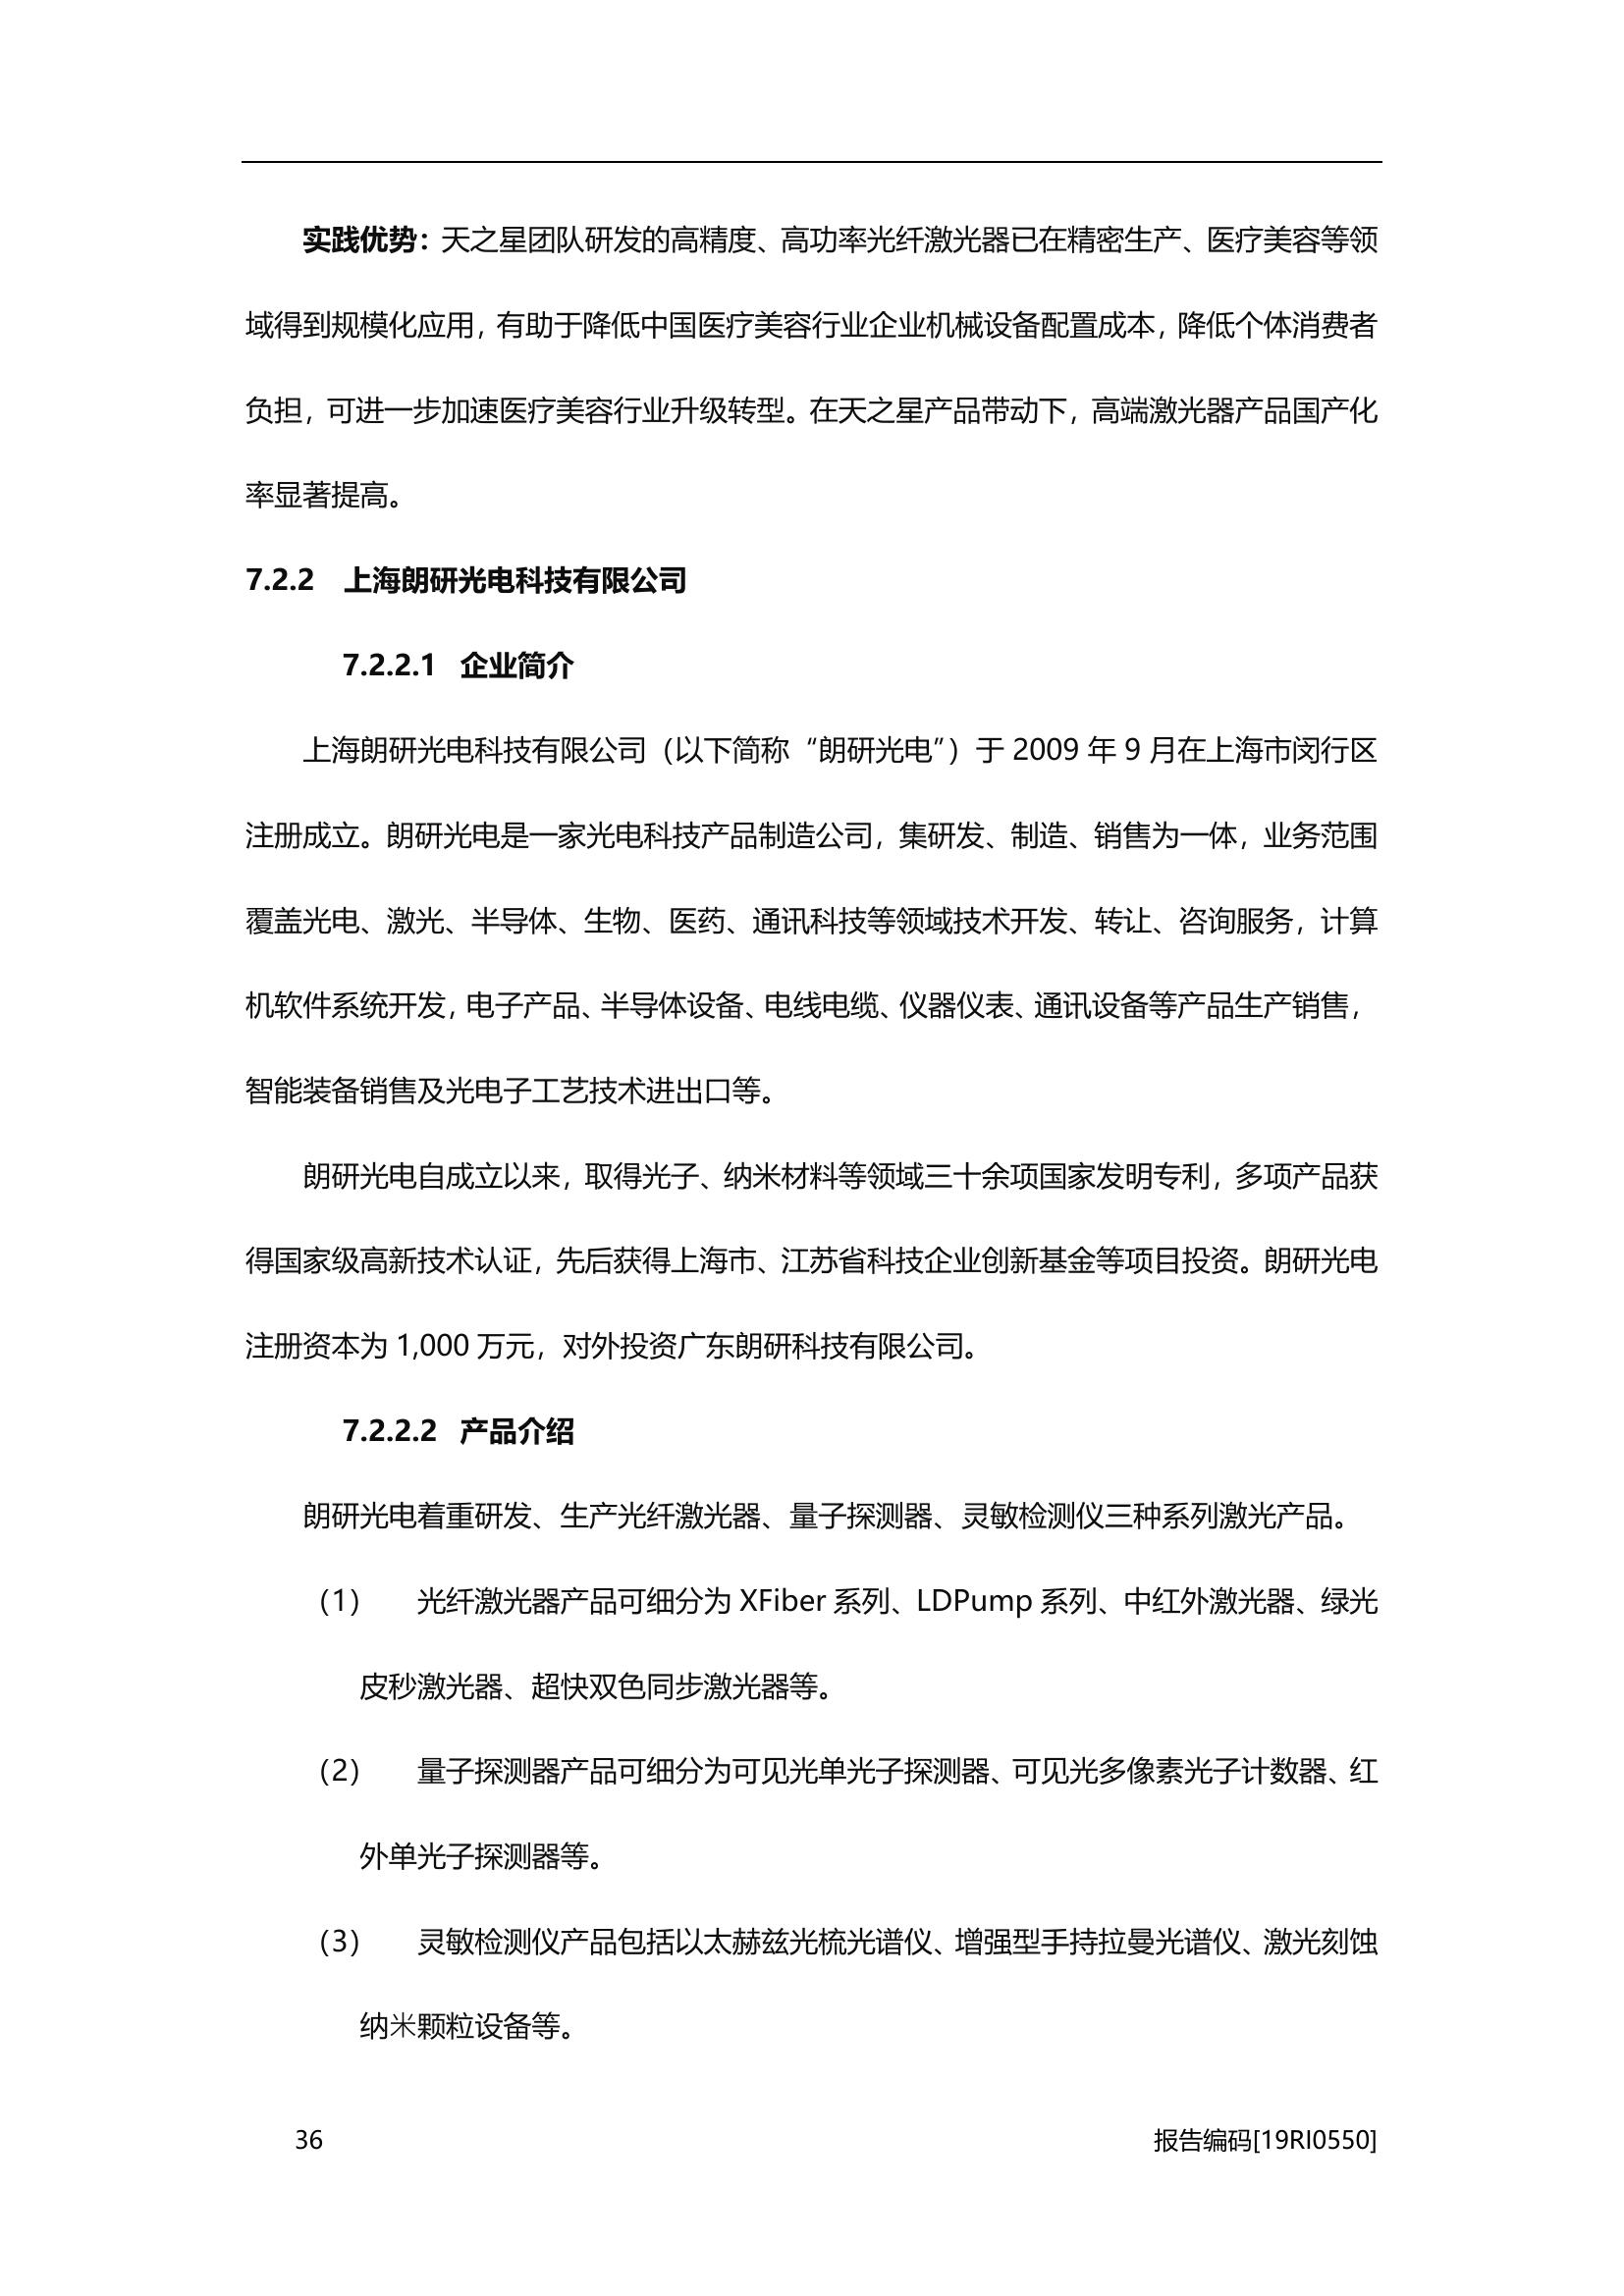 实践优势：天之星团队研发的高精度、高功率光纤激光器已在精密生产、医疗美容等领
域得到规模化应用，有助于降低中国医疗美容行业企业机械设备配置成本，降低个体消费者
负担，可进一步加速医疗美容行业升级转型。在天之星产品带动下，高端激光器产品国产化
率显著提高。
7.2.2 上海朗研光电科技有限公司
7.2.2.1 企业简介
上海朗研光电科技有限公司（以下简称“朗研光电”）于 2009 年 9 月在上海市闵行区
注册成立。朗研光电是一家光电科技产品制造公司，集研发、制造、销售为一体，业务范围
覆盖光电、激光、半导体、生物、医药、通讯科技等领域技术开发、转让、咨询服务，计算
机软件系统开发，电子产品、半导体设备、电线电缆、仪器仪表、通讯设备等产品生产销售，
智能装备销售及光电子工艺技术进出口等。
朗研光电自成立以来，取得光子、纳米材料等领域三十余项国家发明专利，多项产品获
得国家级高新技术认证，先后获得上海市、江苏省科技企业创新基金等项目投资。朗研光电
注册资本为 1,000 万元，对外投资广东朗研科技有限公司。
7.2.2.2 产品介绍
朗研光电着重研发、生产光纤激光器、量子探测器、灵敏检测仪三种系列激光产品。
（1） 光纤激光器产品可细分为 XFiber 系列、LDPump 系列、中红外激光器、绿光
皮秒激光器、超快双色同步激光器等。
（2） 量子探测器产品可细分为可见光单光子探测器、可见光多像素光子计数器、红
外单光子探测器等。
（3） 灵敏检测仪产品包括以太赫兹光梳光谱仪、增强型手持拉曼光谱仪、激光刻蚀
纳米颗粒设备等。
36 报告编码[19RI0550]